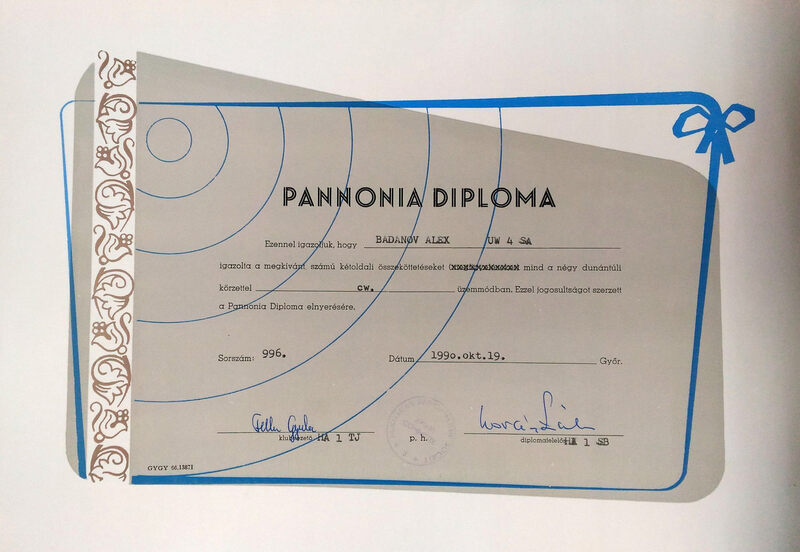 PANNONIA DIPLOMA
Ezennel igazoljuk, hogy BADANOV ALEX UW 4 SA
igazolta a megkívánt számú kétoldali összeköttetéseket ( mind a négy dunántúli
körzettel cw. üzemmódban. Ezzel jogosultságot szerzett
a Pannonia Diploma elnyerésére.
Sorszám: 996. Dátum 1990.okt.19. Győr.
klubvezető HA 1 TJ p. h. diplomafelelős HA 1 SB
GYGY 86.13871